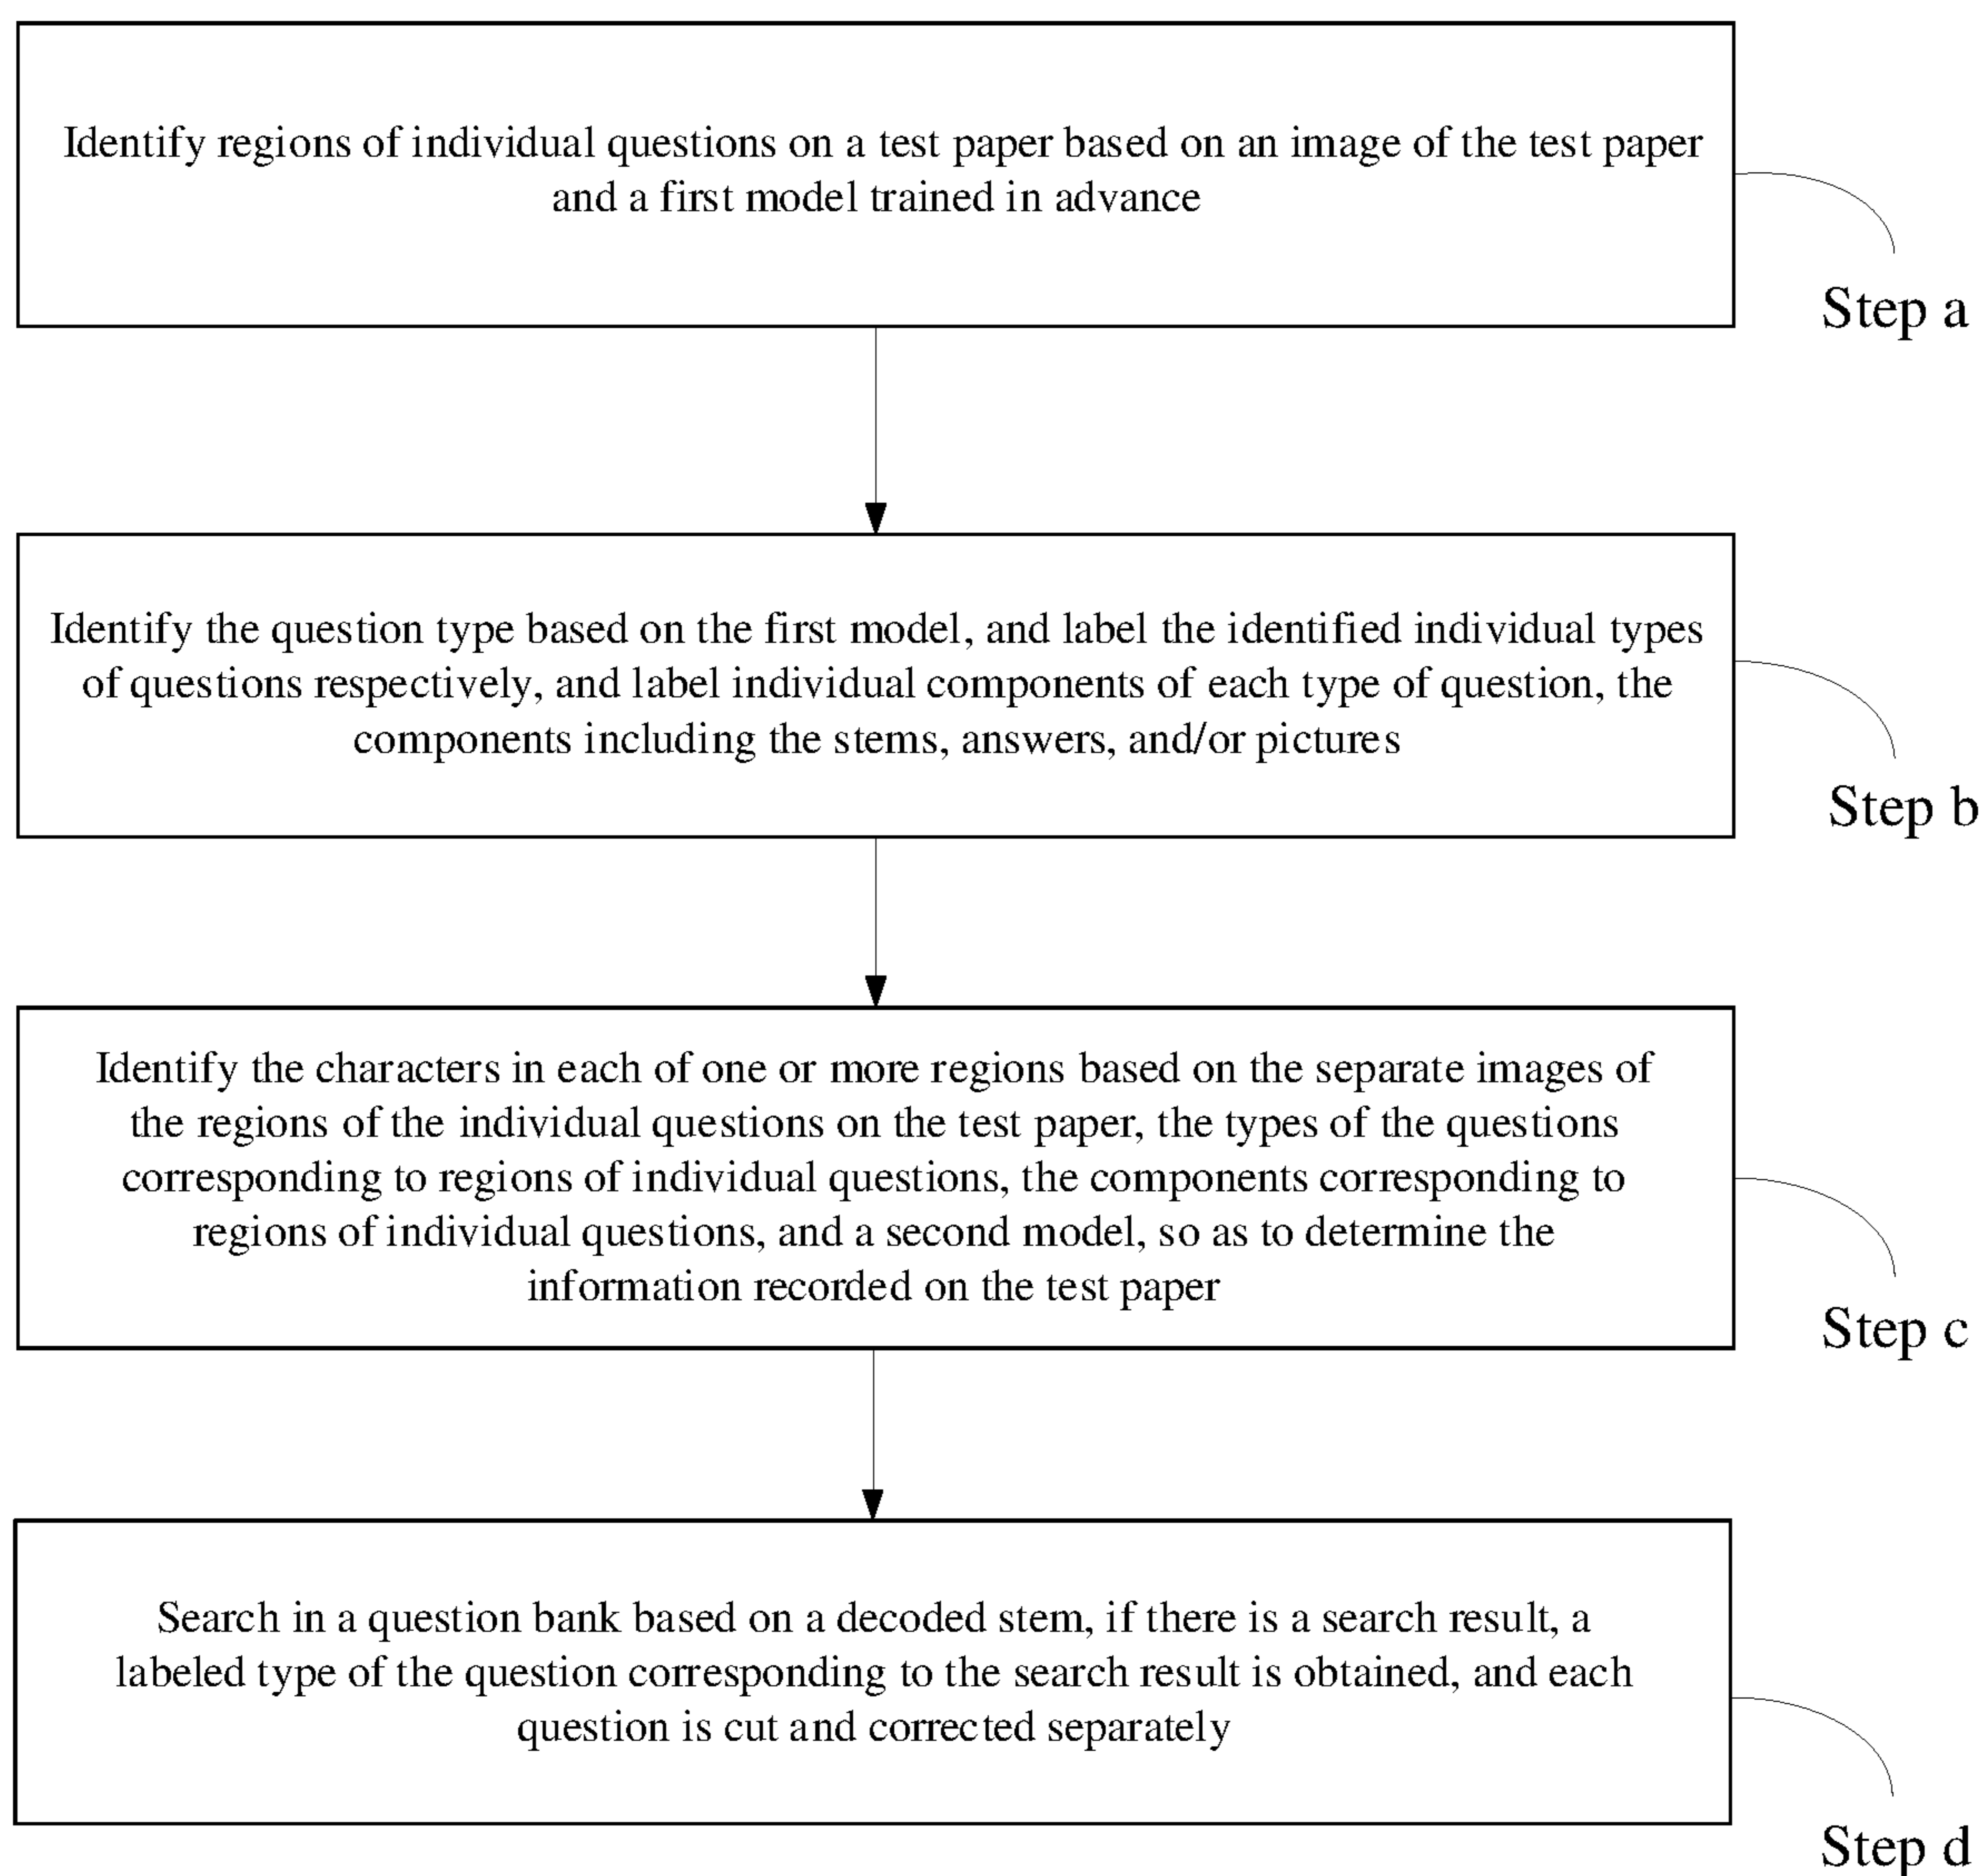 Identify regions of individual questions on a test paper based on an image of the test paper
and a first model trained in advance
Step a
Identify the question type based on the first model, and label the identified individual types
of questions respectively, and label individual components of each type of question, the
components including the stems, answers, and/or pictures
Step b
Identify the characters in each of one or more regions based on the separate images of
the regions of the individual questions on the test paper, the types of the questions
corresponding to regions of individual questions, the components corresponding to
regions of individual questions, and a second model, so as to determine the
information recorded on the test paper
Step c
Search in a question bank based on a decoded stem, if there is a search result, a
labeled type of the question corresponding to the search result is obtained, and each
question is cut and corrected separately
Step d